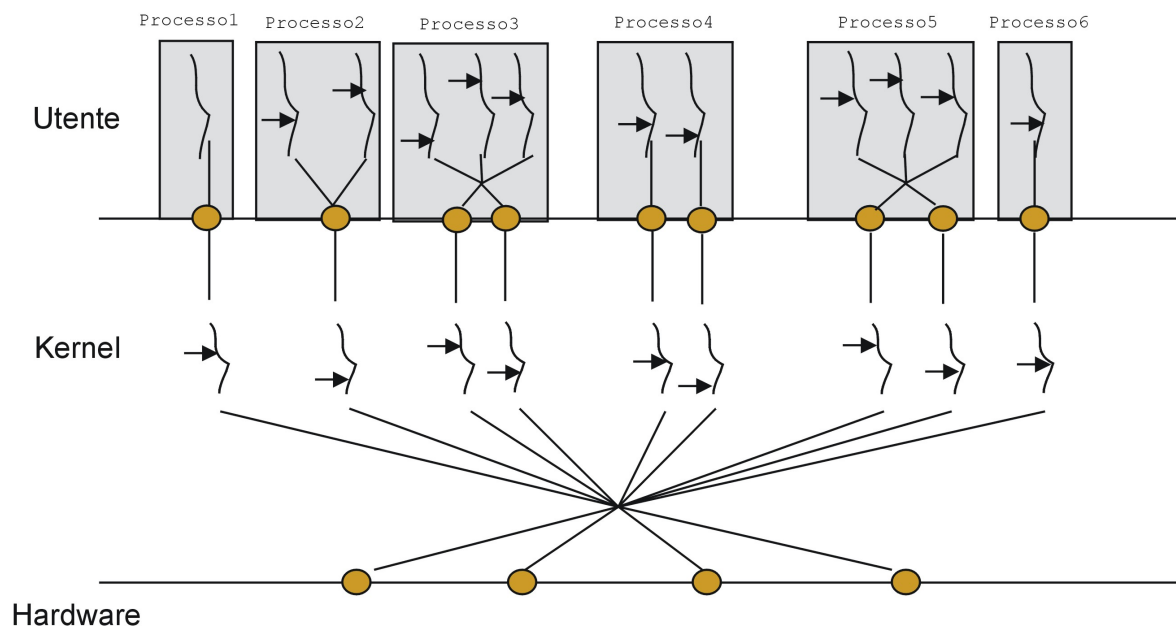 Processo1
Processo2
Processo3
Processo4
Processo5
Processo6
Utente
Kernel
Hardware